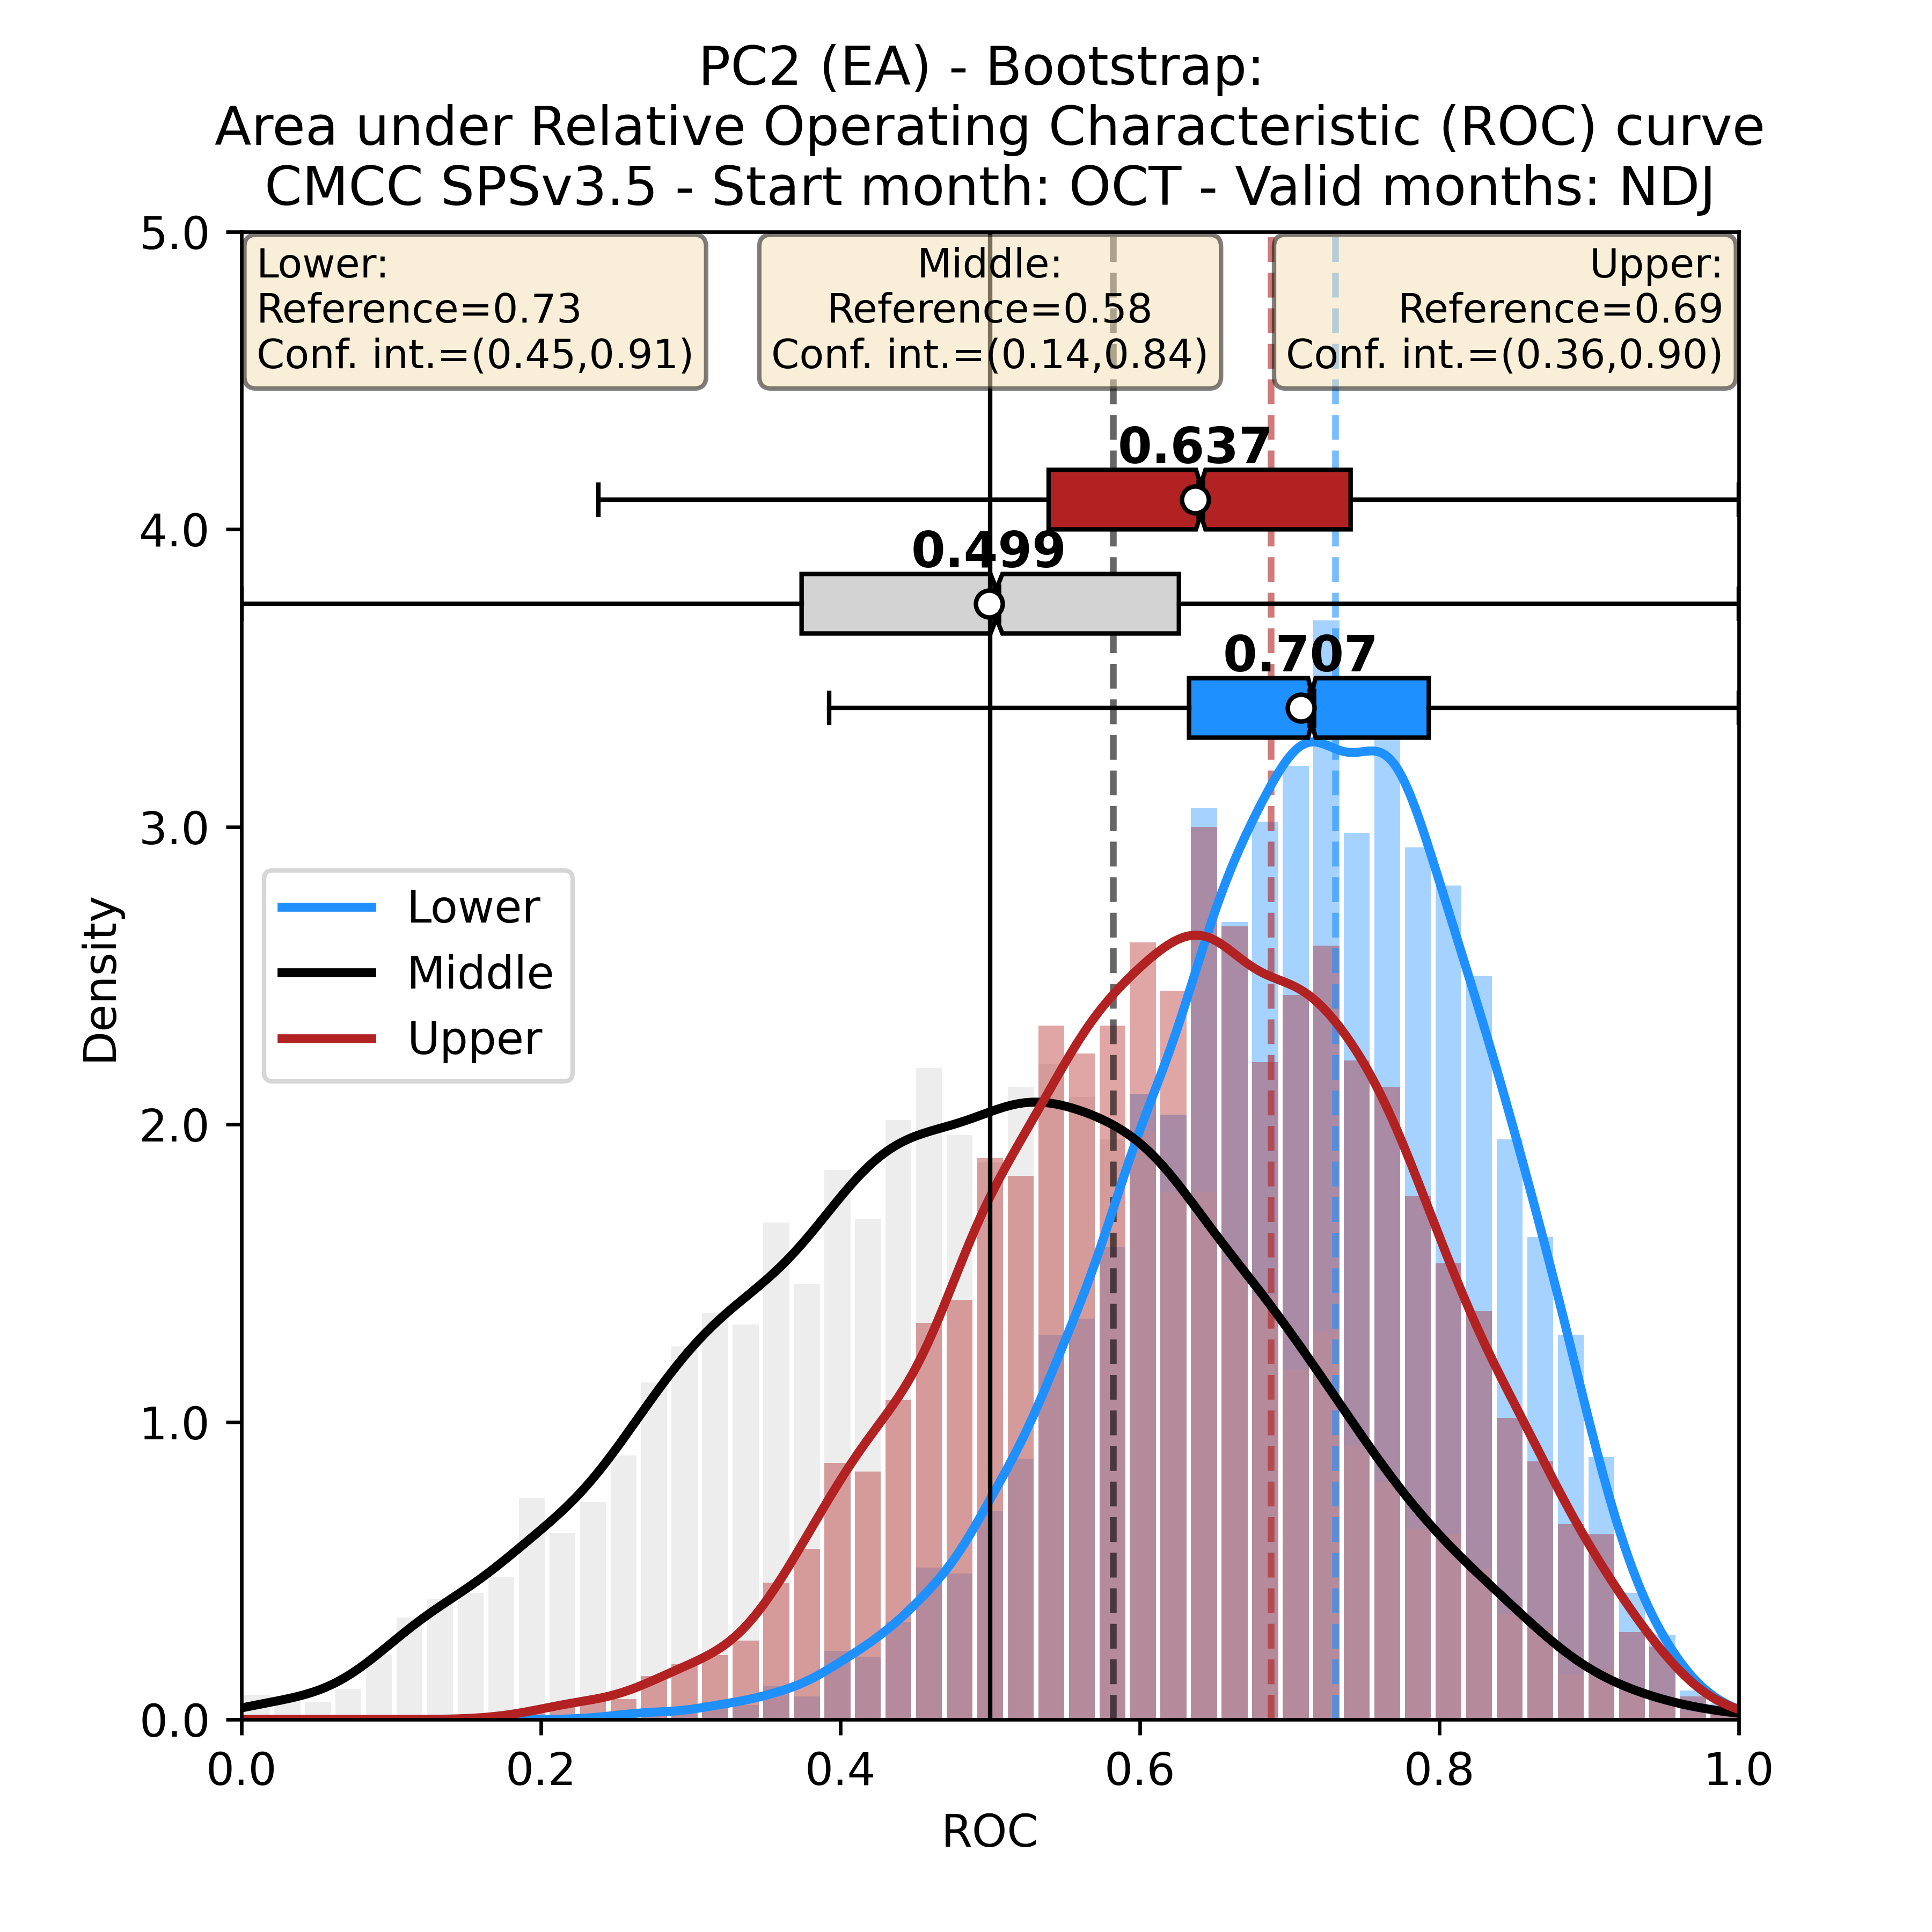 PC2 (EA) - Bootstrap:
Area under Relative Operating Characteristic (ROC) curve
CMCC SPSv3.5 - Start month: OCT - Valid months: NDJ
Lower:
Reference=0.73
Conf. int.=(0.45,0.91)
Middle:
Reference=0.58
Conf. int.=(0.14,0.84)
Upper:
Reference=0.69
Conf. int.=(0.36,0.90)
0.637
0.499
0.707
5.0
4.0
3.0
2.0
1.0
0.0
Density
Lower
Middle
Upper
0.0 0.2 0.4 0.6 0.8 1.0
ROC